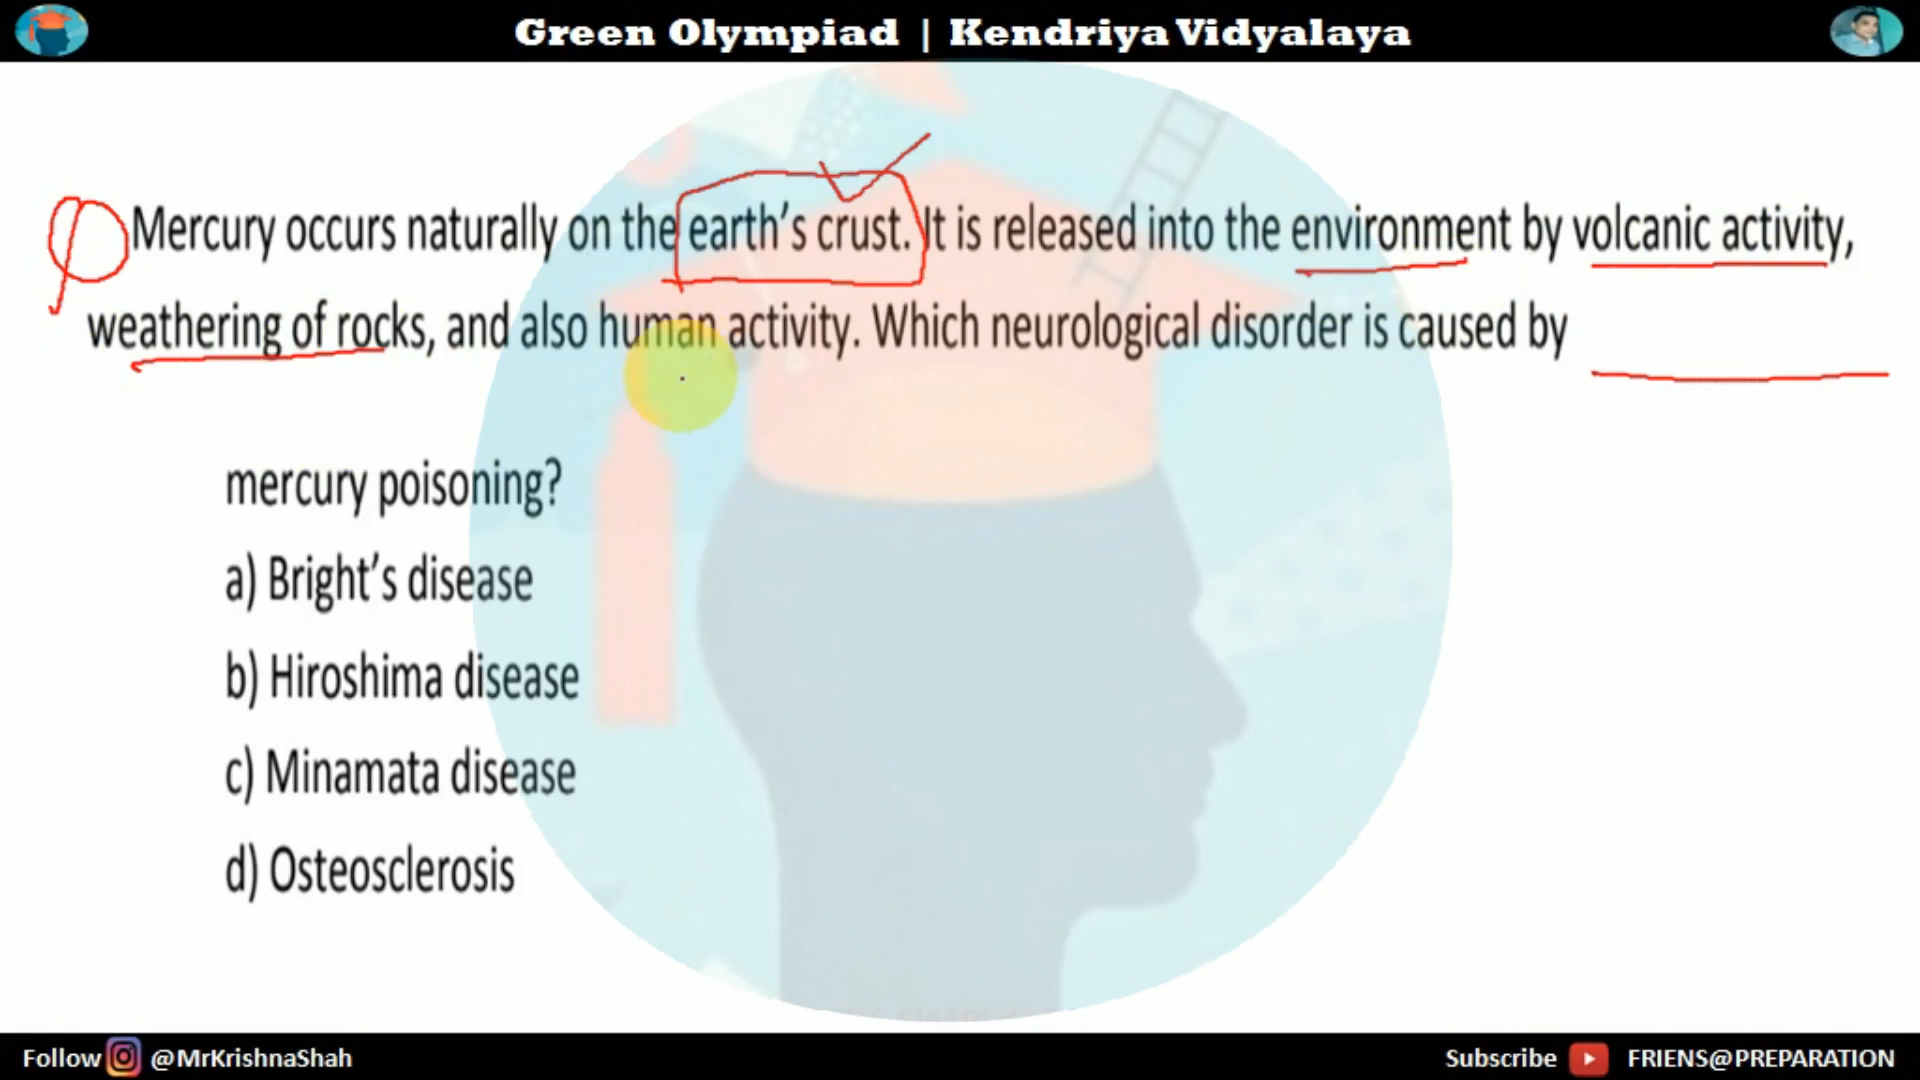 Green Olympiad | Kendriya Vidyalaya
Mercury occurs naturally on the earth's crust. It is released into the environment by volcanic activity,
weathering of rocks, and also human activity. Which neurological disorder is caused by
mercury poisoning?
a) Bright's disease
b) Hiroshima disease
c) Minamata disease
d) Osteosclerosis
Follow @MrKrishnaShah
Subscribe FRIENS@PREPARATION